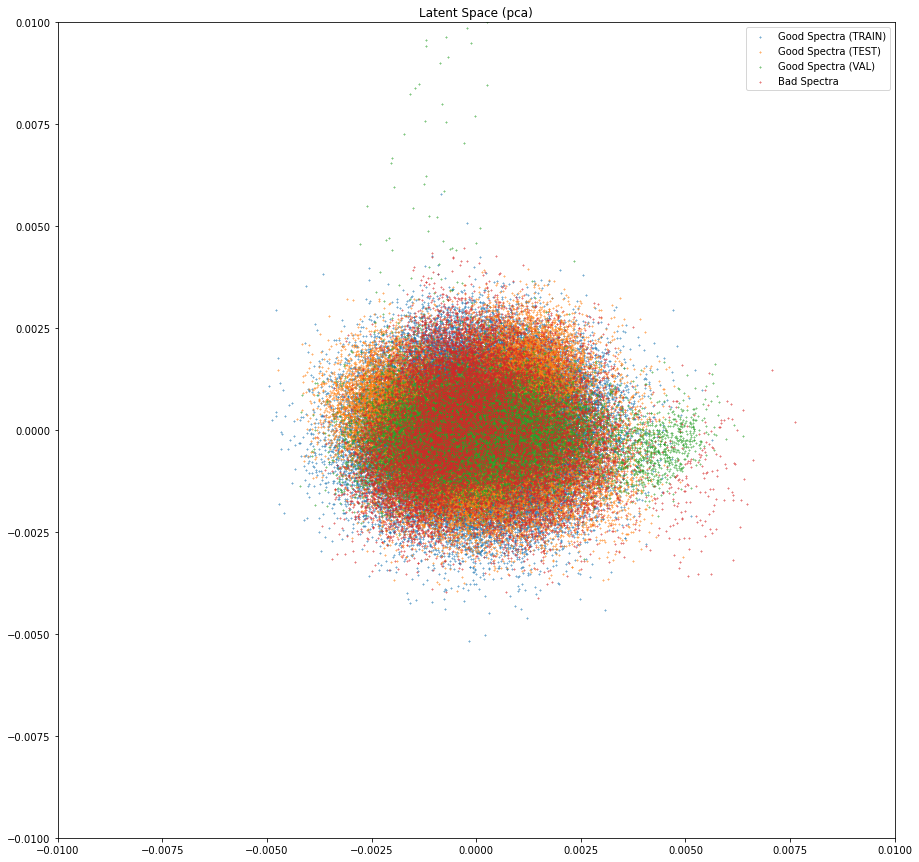 Latent Space (pca)
Good Spectra (TRAIN)
Good Spectra (TEST)
Good Spectra (VAL)
Bad Spectra
0.0100
0.0075
0.0050
0.0025
0.0000
−0.0025
−0.0050
−0.0075
−0.0100
−0.0100 −0.0075 −0.0050 −0.0025 0.0000 0.0025 0.0050 0.0075 0.0100